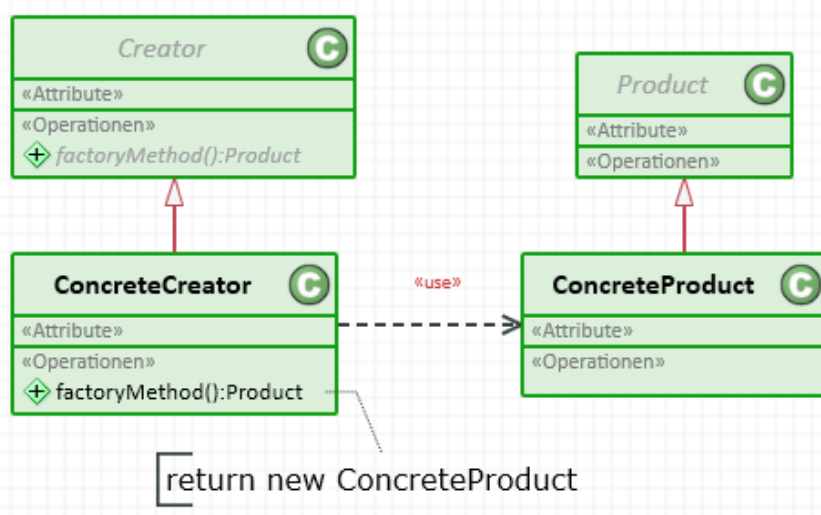 Creator C
«Attribute»
«Operationen»
+ factoryMethod():Product
Product C
«Attribute»
«Operationen»
ConcreteCreator C
«Attribute»
«Operationen»
+ factoryMethod():Product
«use»
ConcreteProduct C
«Attribute»
«Operationen»
return new ConcreteProduct